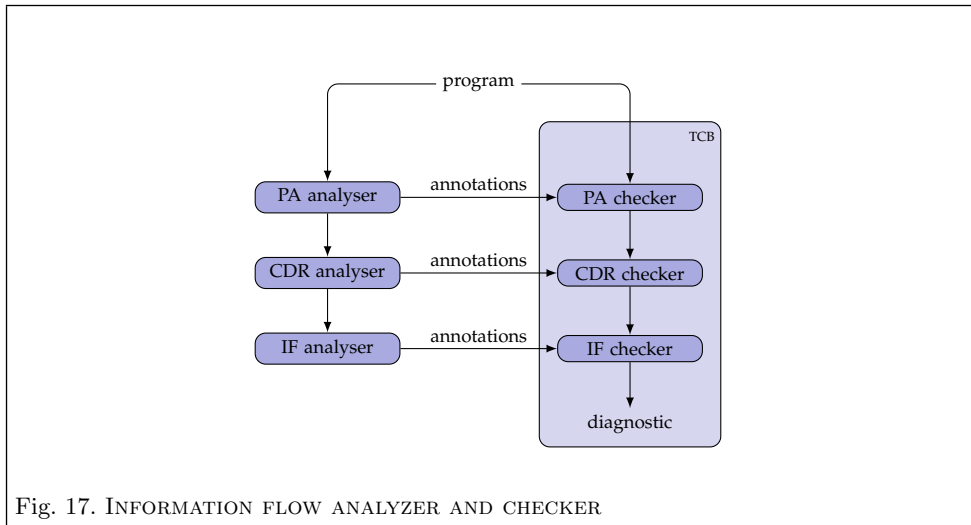 program
TCB
annotations
PA analyser
PA checker
annotations
CDR analyser
CDR checker
annotations
IF analyser
IF checker
diagnostic
Fig. 17. INFORMATION FLOW ANALYZER AND CHECKER